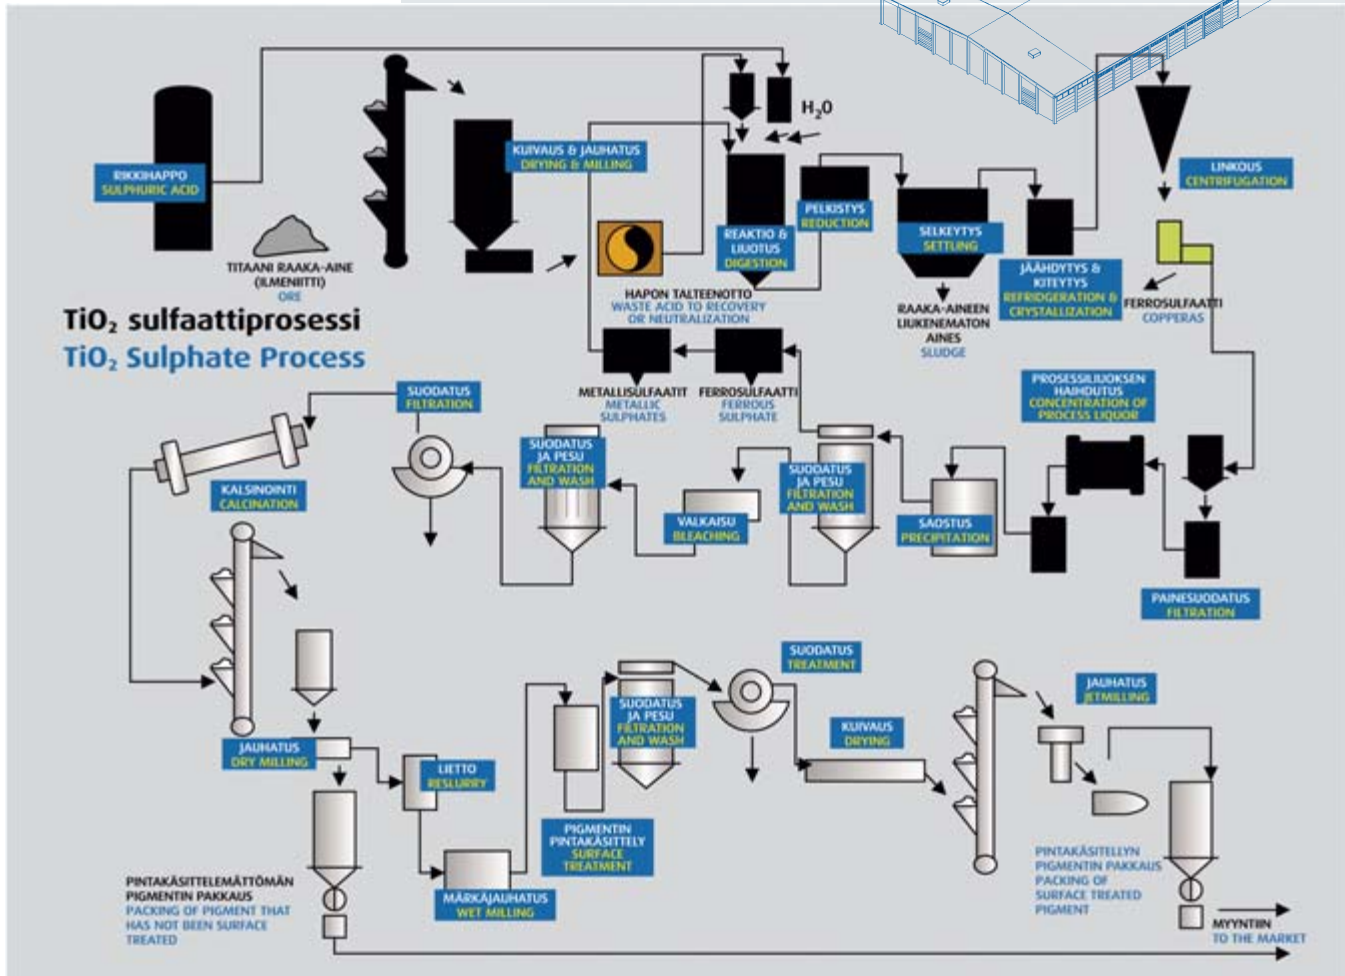 H₂O
KUIVAUS & JAUHATUS
DRYING & MILLING
LINKOUS
CENTRIFUGATION
RIKKIHAPPO
SULPHURIC ACID
PELKISTYS
REDUCTION
REAKTIO &
LIUOTUS
DIGESTION
SELKEYTYS
SETTLING
TITAANI RAAKA-AINE
(ILMENIITTI)
ORE
JÄÄHDYTYS &
KITEYTYS
REFRIDGERATION &
CRYSTALLIZATION
HAPON TALTEENOTTO
WASTE ACID TO RECOVERY
OR NEUTRALIZATION
RAAKA-AINEEN
LIUKENEMATON
AINES
SLUDGE
FERROSULFAATTI
COPPERAS
TiO₂ sulfaattiprosessi
TiO₂ Sulphate Process
METALLISULFAATIT
METALLIC
SULPHATES
FERROSULFAATTI
FERROUS
SULPHATE
PROSESSILIUOKSEN
HAIHDUTUS
CONCENTRATION OF
PROCESS LIQUOR
SUODATUS
FILTRATION
SUODATUS
JA PESU
FILTRATION
AND WASH
SUODATUS
JA PESU
FILTRATION
AND WASH
KALSINOINTI
CALCINATION
VALKAISU
BLEACHING
SAOSTUS
PRECIPITATION
PAINESUODATUS
FILTRATION
SUODATUS
TREATMENT
JAUHATUS
JETMILLING
SUODATUS
JA PESU
FILTRATION
AND WASH
KUIVAUS
DRYING
JAUHATUS
DRY MILLING
LIETTO
RESLURRY
PIGMENTIN
PINTAKÄSITTELY
SURFACE
TREATMENT
PINTAKÄSITELLYN
PIGMENTIN PAKKAUS
PACKING OF
SURFACE TREATED
PIGMENT
PINTAKÄSITTELEMÄTTÖMÄN
PIGMENTIN PAKKAUS
PACKING OF PIGMENT THAT
HAS NOT BEEN SURFACE
TREATED
MÄRKÄJAUHATUS
WET MILLING
MYYNTIIN
TO THE MARKET